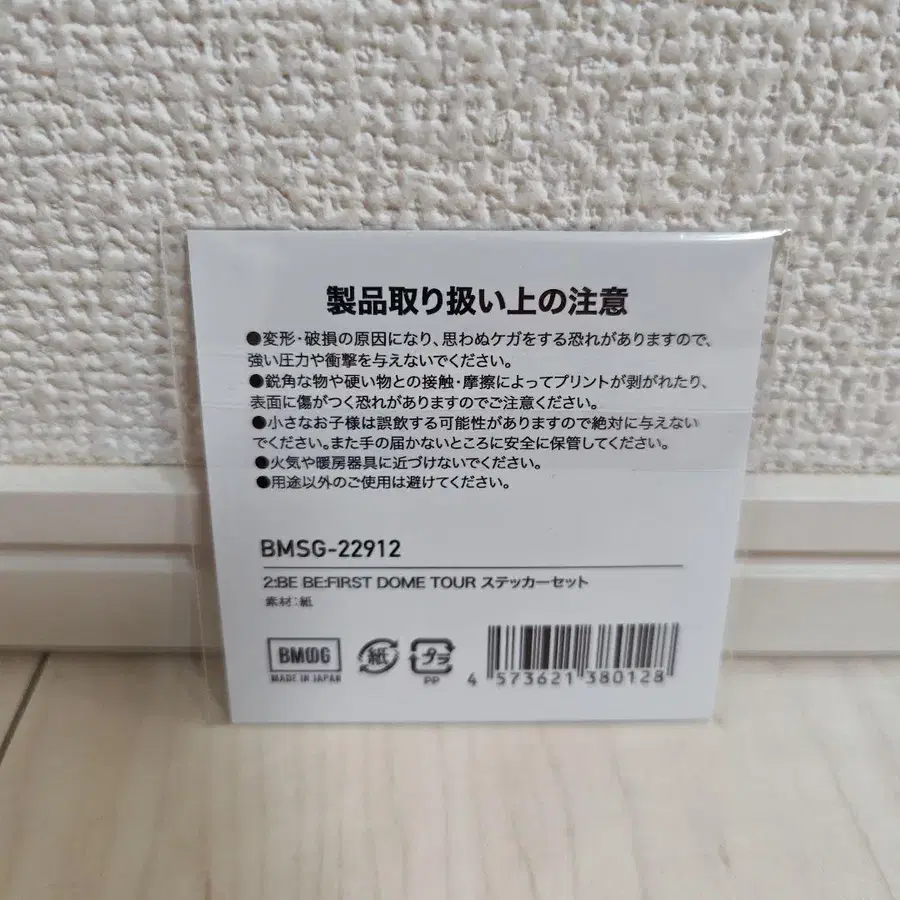 製品取り扱い上の注意
●変形・破損の原因になり、思わぬケガをする恐れがありますので、
強い圧力や衝撃を与えないでください。
●鋭角な物や硬い物との接触・摩擦によってプリントが剥がれたり、
表面に傷がつく恐れがありますのでご注意ください。
●小さなお子様は誤飲する可能性がありますので絶対に与えない
でください。また手の届かないところに安全に保管してください。
●火気や暖房器具に近づけないでください。
●用途以外のご使用は避けてください。
BMSG-22912
2:BE BE:FIRST DOME TOUR ステッカーセット
素材:紙
BMSG
MADE IN JAPAN
紙
プラ
PP
4 573621 380128